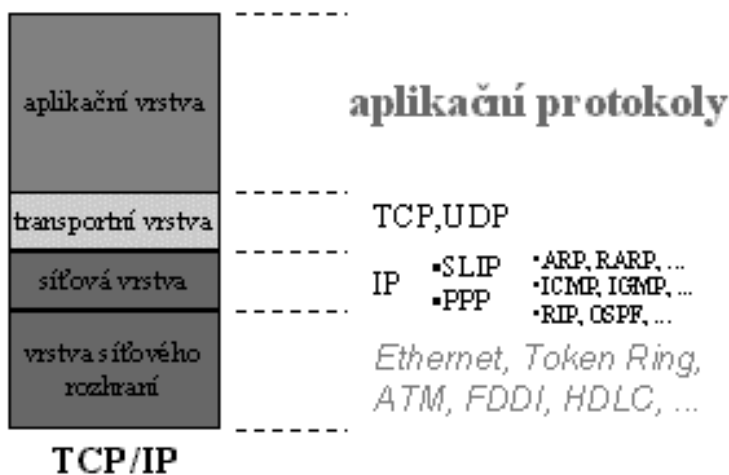 aplikační vrstva
aplikační protokoly
transportní vrstva
TCP,UDP
síťová vrstva
IP
▪SLIP
▪PPP
•ARP, RARP, ...
•ICMP, IGMP, ...
•RIP, OSPF, ...
vrstva síťového
rozhraní
Ethernet, Token Ring,
ATM, FDDI, HDLC, ...
TCP/IP